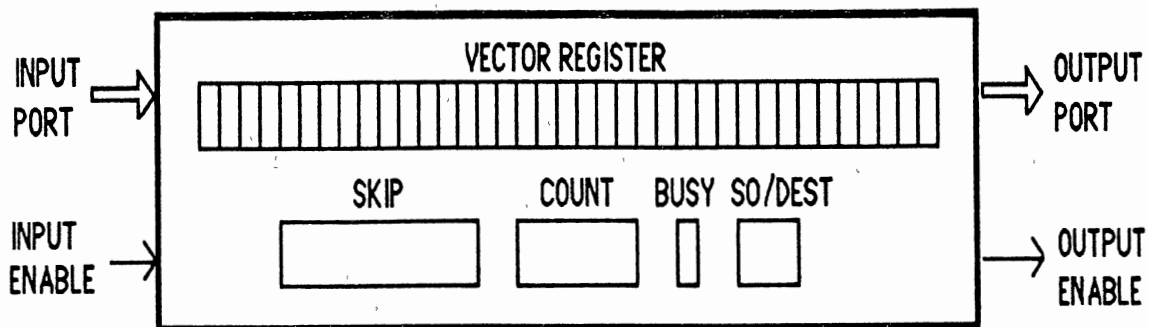 VECTOR REGISTER
INPUT
PORT
OUTPUT
PORT
SKIP
COUNT
BUSY
SO/DEST
INPUT
ENABLE
OUTPUT
ENABLE